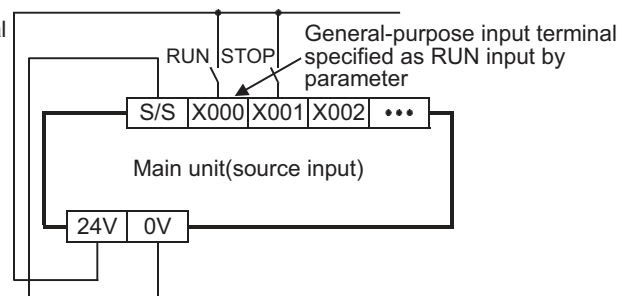 al
General-purpose input terminal
specified as RUN input by
parameter
RUN STOP
S/S X000 X001 X002 •••
Main unit(source input)
24V 0V